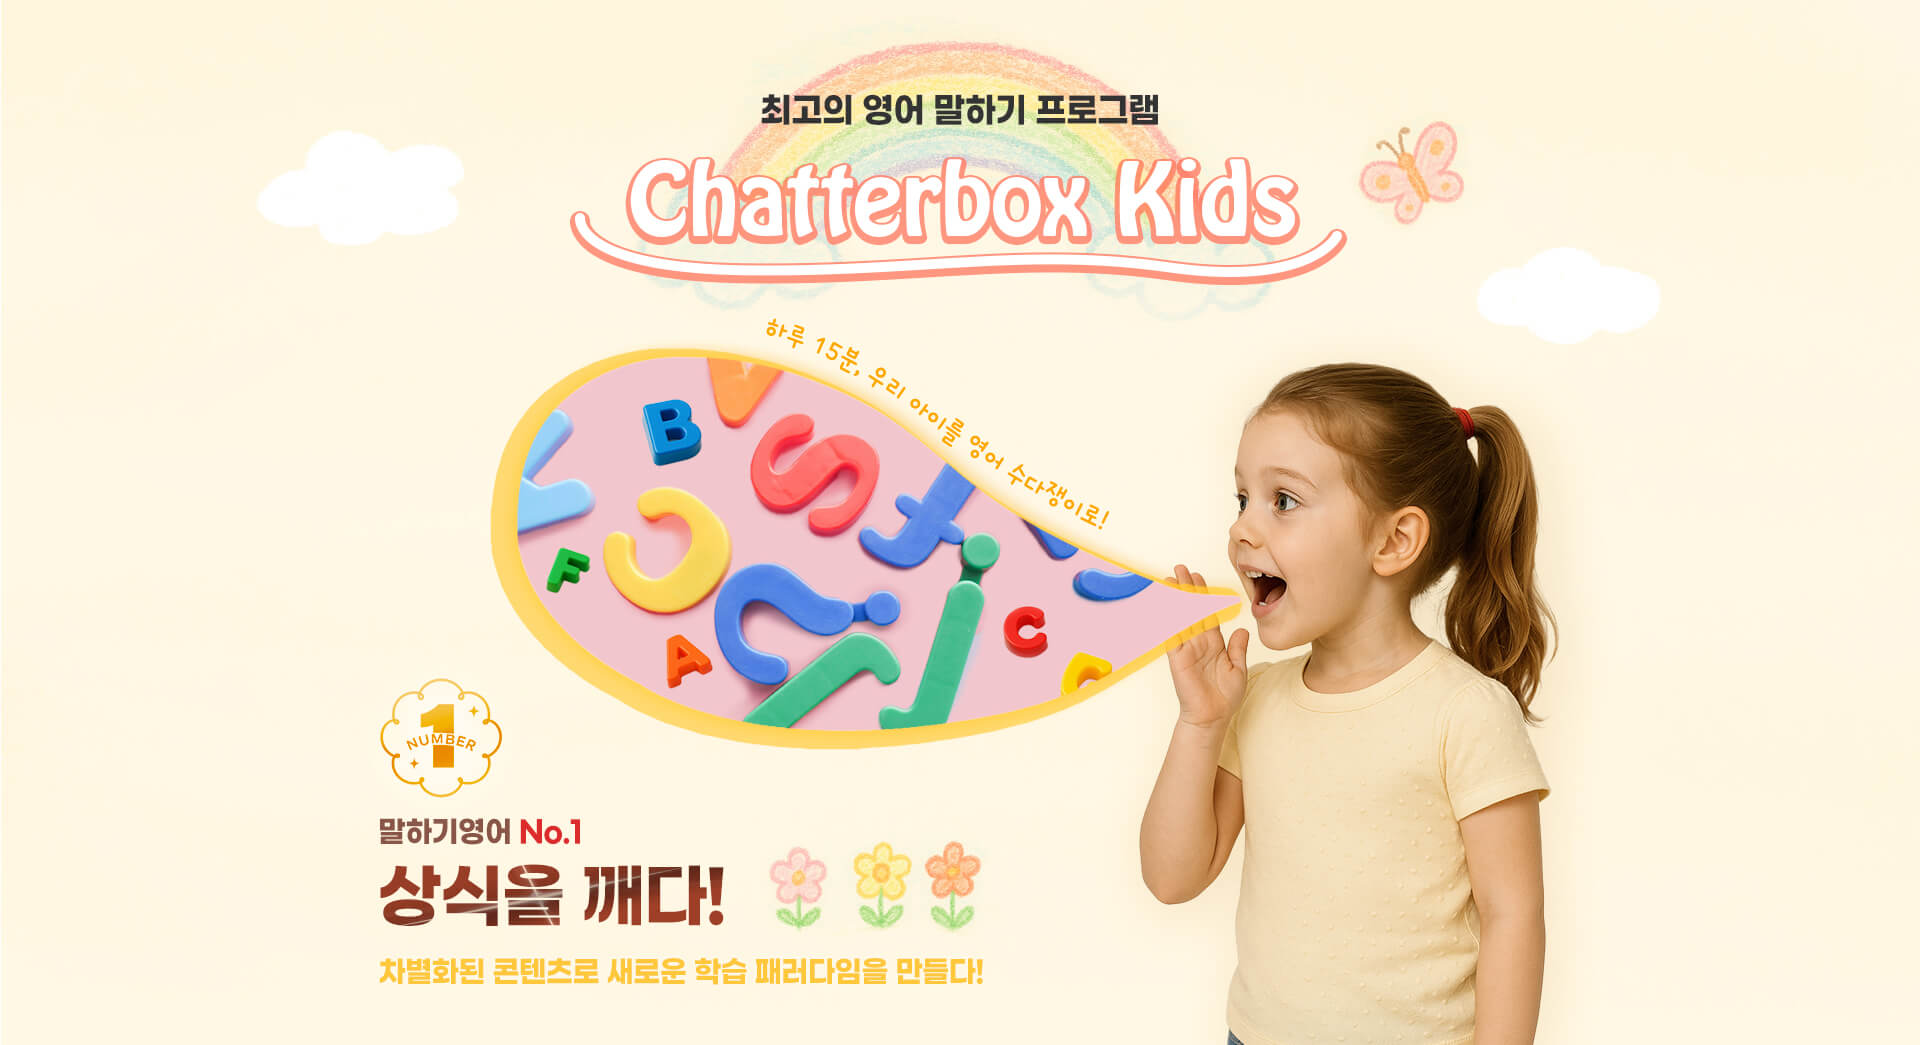 최고의 영어 말하기 프로그램
Chatterbox Kids
하루 15분, 우리 아이를 영어 수다쟁이로!
B
F
A
C
1
NUMBER
말하기영어 No.1
상식을 깨다!
차별화된 콘텐츠로 새로운 학습 패러다임을 만들다!